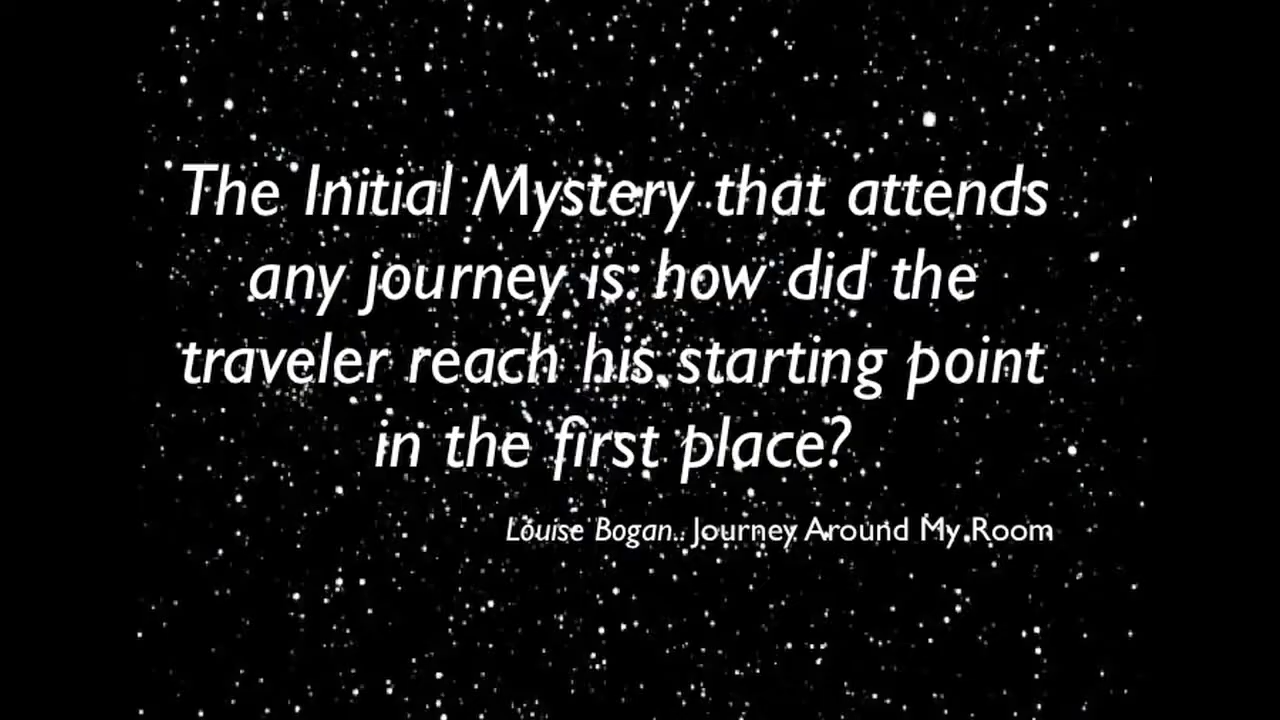 The Initial Mystery that attends
any journey is: how did the
traveler reach his starting point
in the first place?
Louise Bogan. Journey Around My Room